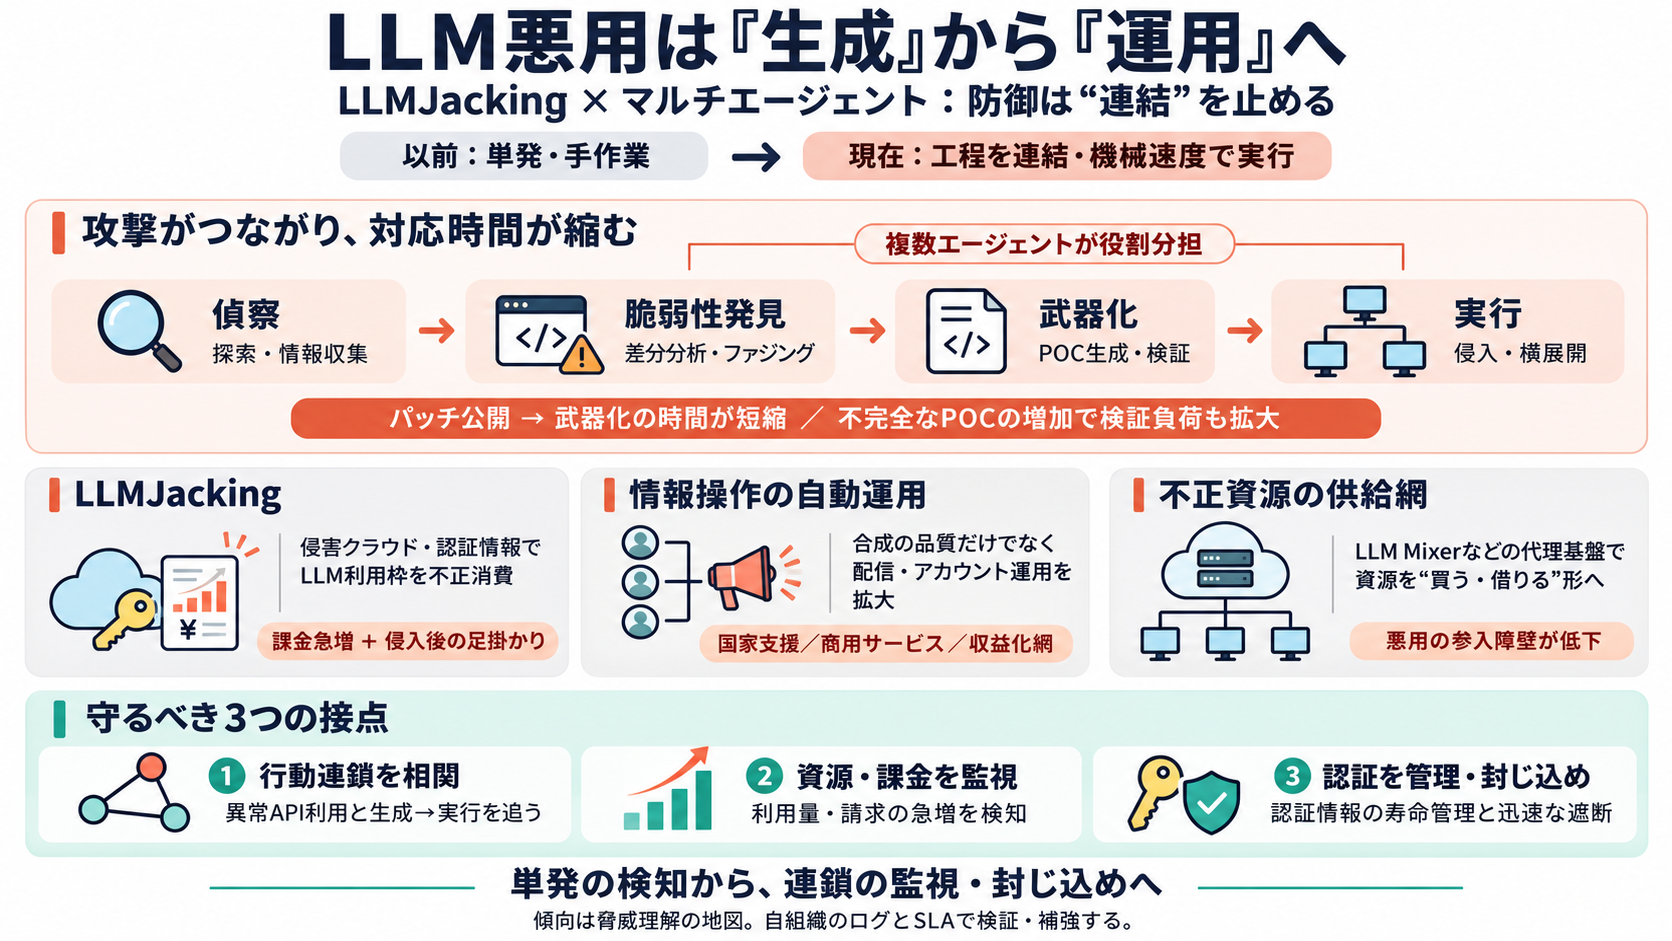 LLM悪用は『生成』から『運用』へ
LLMJacking × マルチエージェント：防御は“連結”を止める
以前：単発・手作業 → 現在：工程を連結・機械速度で実行
攻撃がつながり、対応時間が縮む
複数エージェントが役割分担
偵察
探索・情報収集
脆弱性発見
差分分析・ファジング
武器化
POC生成・検証
実行
侵入・横展開
パッチ公開 → 武器化の時間が短縮 ／ 不完全なPOCの増加で検証負荷も拡大
LLMJacking
侵害クラウド・認証情報で
LLM利用枠を不正消費
¥
課金急増 + 侵入後の足掛かり
情報操作の自動運用
合成の品質だけでなく
配信・アカウント運用を
拡大
国家支援／商用サービス／収益化網
不正資源の供給網
LLM Mixerなどの代理基盤で
資源を“買う・借りる”形へ
悪用の参入障壁が低下
守るべき3つの接点
1 行動連鎖を相関
異常API利用と生成→実行を追う
2 資源・課金を監視
利用量・請求の急増を検知
3 認証を管理・封じ込め
認証情報の寿命管理と迅速な遮断
単発の検知から、連鎖の監視・封じ込めへ
傾向は脅威理解の地図。自組織のログとSLAで検証・補強する。